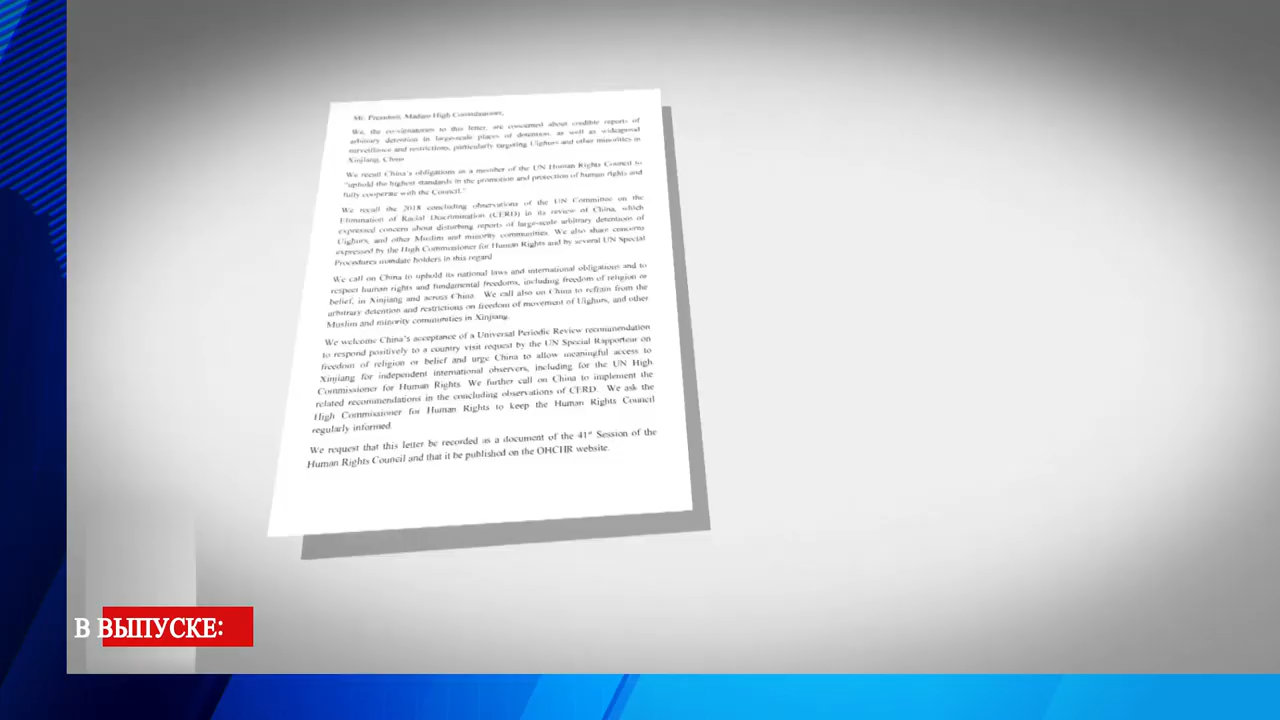 Mr. President, Madam High Commissioner,
We, the co-signatories to this letter, are concerned about credible reports of
arbitrary detention in large-scale places of detention, as well as widespread
surveillance and restrictions, particularly targeting Uighurs and other minorities in
Xinjiang, China
We recall China's obligations as a member of the UN Human Rights Council to
"uphold the highest standards in the promotion and protection of human rights and
fully cooperate with the Council."
We recall the 2018 concluding observations of the UN Committee on the
Elimination of Racial Discrimination (CERD) in its review of China, which
expressed concern about disturbing reports of large-scale arbitrary detentions of
Uighurs, and other Muslim and minority communities. We also share concerns
expressed by the High Commissioner for Human Rights and by several UN Special
Procedures mandate holders in this regard
We call on China to uphold its national laws and international obligations and to
respect human rights and fundamental freedoms, including freedom of religion or
belief, in Xinjiang and across China. We call also on China to refrain from the
arbitrary detention and restrictions on freedom of movement of Uighurs, and other
Muslim and minority communities in Xinjiang.
We welcome China's acceptance of a Universal Periodic Review recommendation
to respond positively to a country visit request by the UN Special Rapporteur on
freedom of religion or belief and urge China to allow meaningful access to
Xinjiang for independent international observers, including for the UN High
Commissioner for Human Rights. We further call on China to implement the
related recommendations in the concluding observations of CERD. We ask the
High Commissioner for Human Rights to keep the Human Rights Council
regularly informed.
We request that this letter be recorded as a document of the 41st Session of the
Human Rights Council and that it be published on the OHCHR website.
В ВЫПУСКЕ: